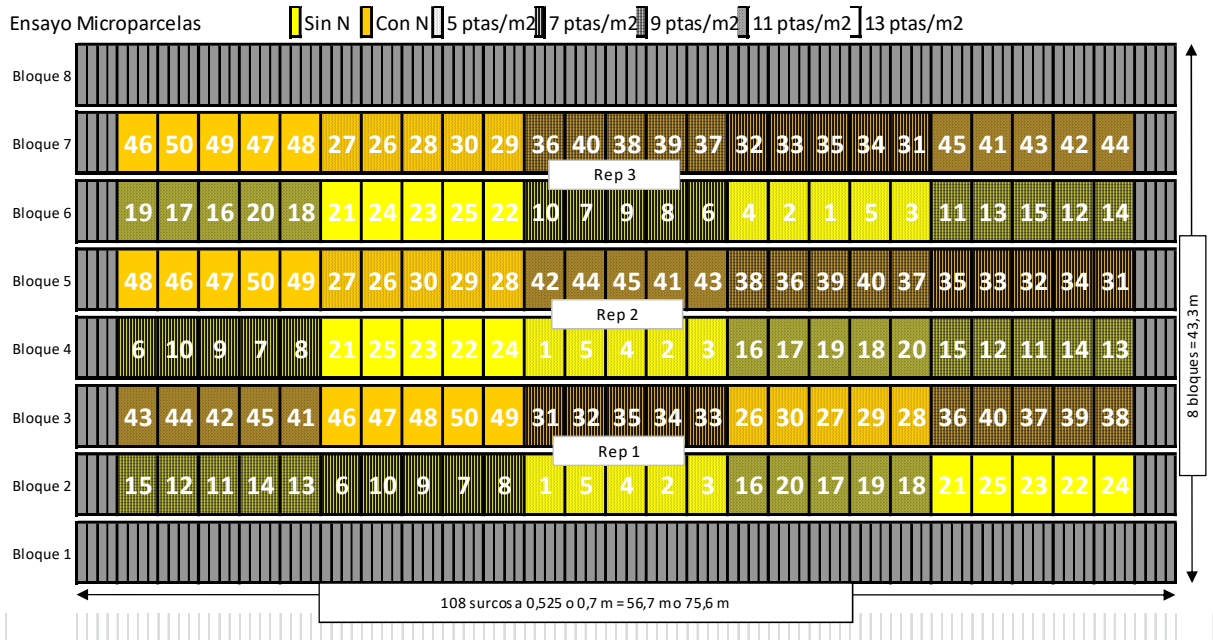 Ensayo Microparcelas Sin N Con N 5 ptas/m2 7 ptas/m2 9 ptas/m2 11 ptas/m2 13 ptas/m2
Bloque 8
Bloque 7 46 50 49 47 48 27 26 28 30 29 36 40 38 39 37 32 33 35 34 31 45 41 43 42 44
Rep 3
Bloque 6 19 17 16 20 18 21 24 23 25 22 10 7 9 8 6 4 2 1 5 3 11 13 15 12 14
Bloque 5 48 46 47 50 49 27 26 30 29 28 42 44 45 41 43 38 36 39 40 37 35 33 32 34 31
Rep 2
Bloque 4 6 10 9 7 8 21 25 23 22 24 1 5 4 2 3 16 17 19 18 20 15 12 11 14 13
Bloque 3 43 44 42 45 41 46 47 48 50 49 31 32 35 34 33 26 30 27 29 28 36 40 37 39 38
Rep 1
Bloque 2 15 12 11 14 13 6 10 9 7 8 1 5 4 2 3 16 20 17 19 18 21 25 23 22 24
Bloque 1
8 bloques = 43,3 m
108 surcos a 0,525 o 0,7 m = 56,7 m o 75,6 m